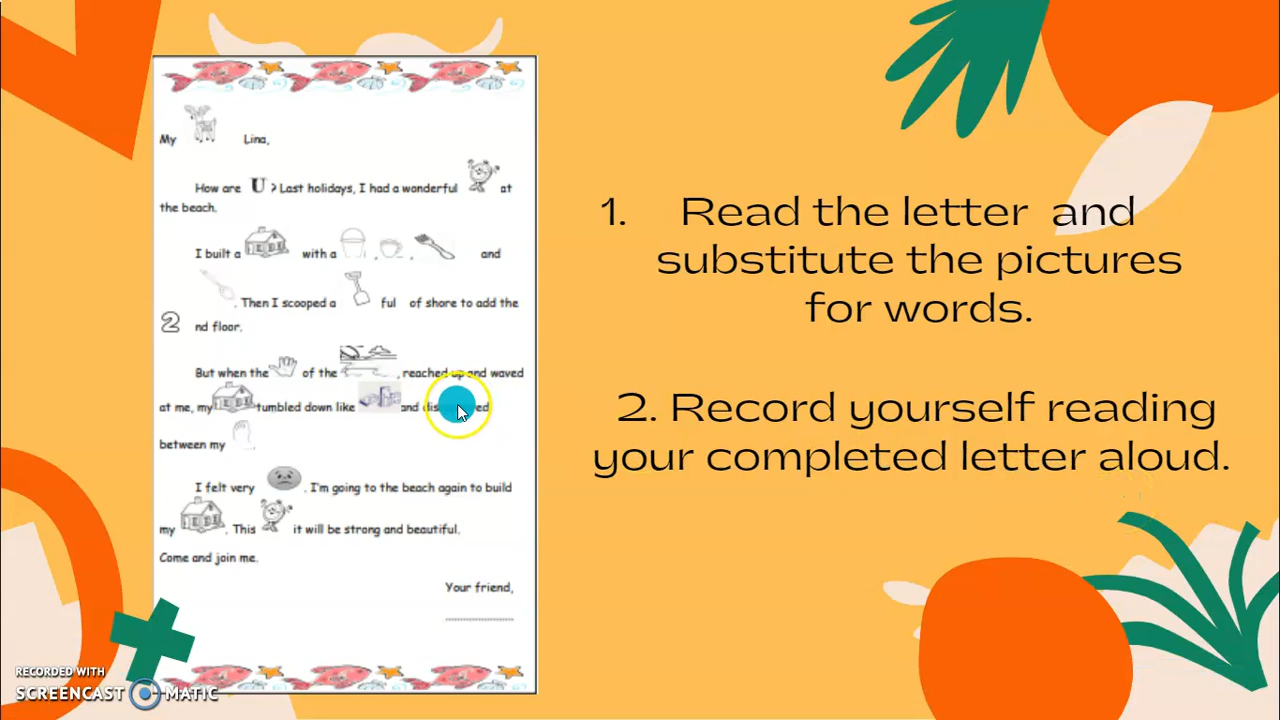 My Lina,
How are U ? Last holidays, I had a wonderful at
the beach.
I built a with a , , and
. Then I scooped a ful of shore to add the
2 nd floor.
But when the of the , reached up and waved
at me, my tumbled down like and
between my .
I felt very . I'm going to the beach again to build
my . This it will be strong and beautiful.
Come and join me.
Your friend,
1. Read the letter and
substitute the pictures
for words.
2. Record yourself reading
your completed letter aloud.
RECORDED WITH
SCREENCAST MATIC